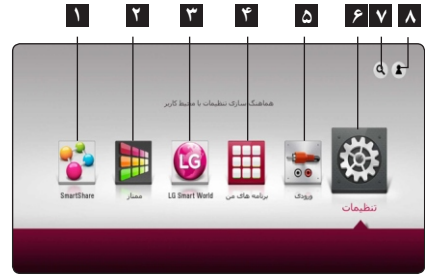 ۱ ۲ ۳ ۴ ۵ ۶ ۷ ۸
هماهنگ سازی تنظیمات با محیط کاربر
LG
SmartShare ممتاز LG Smart World برنامه های من ورودی
تنظیمات